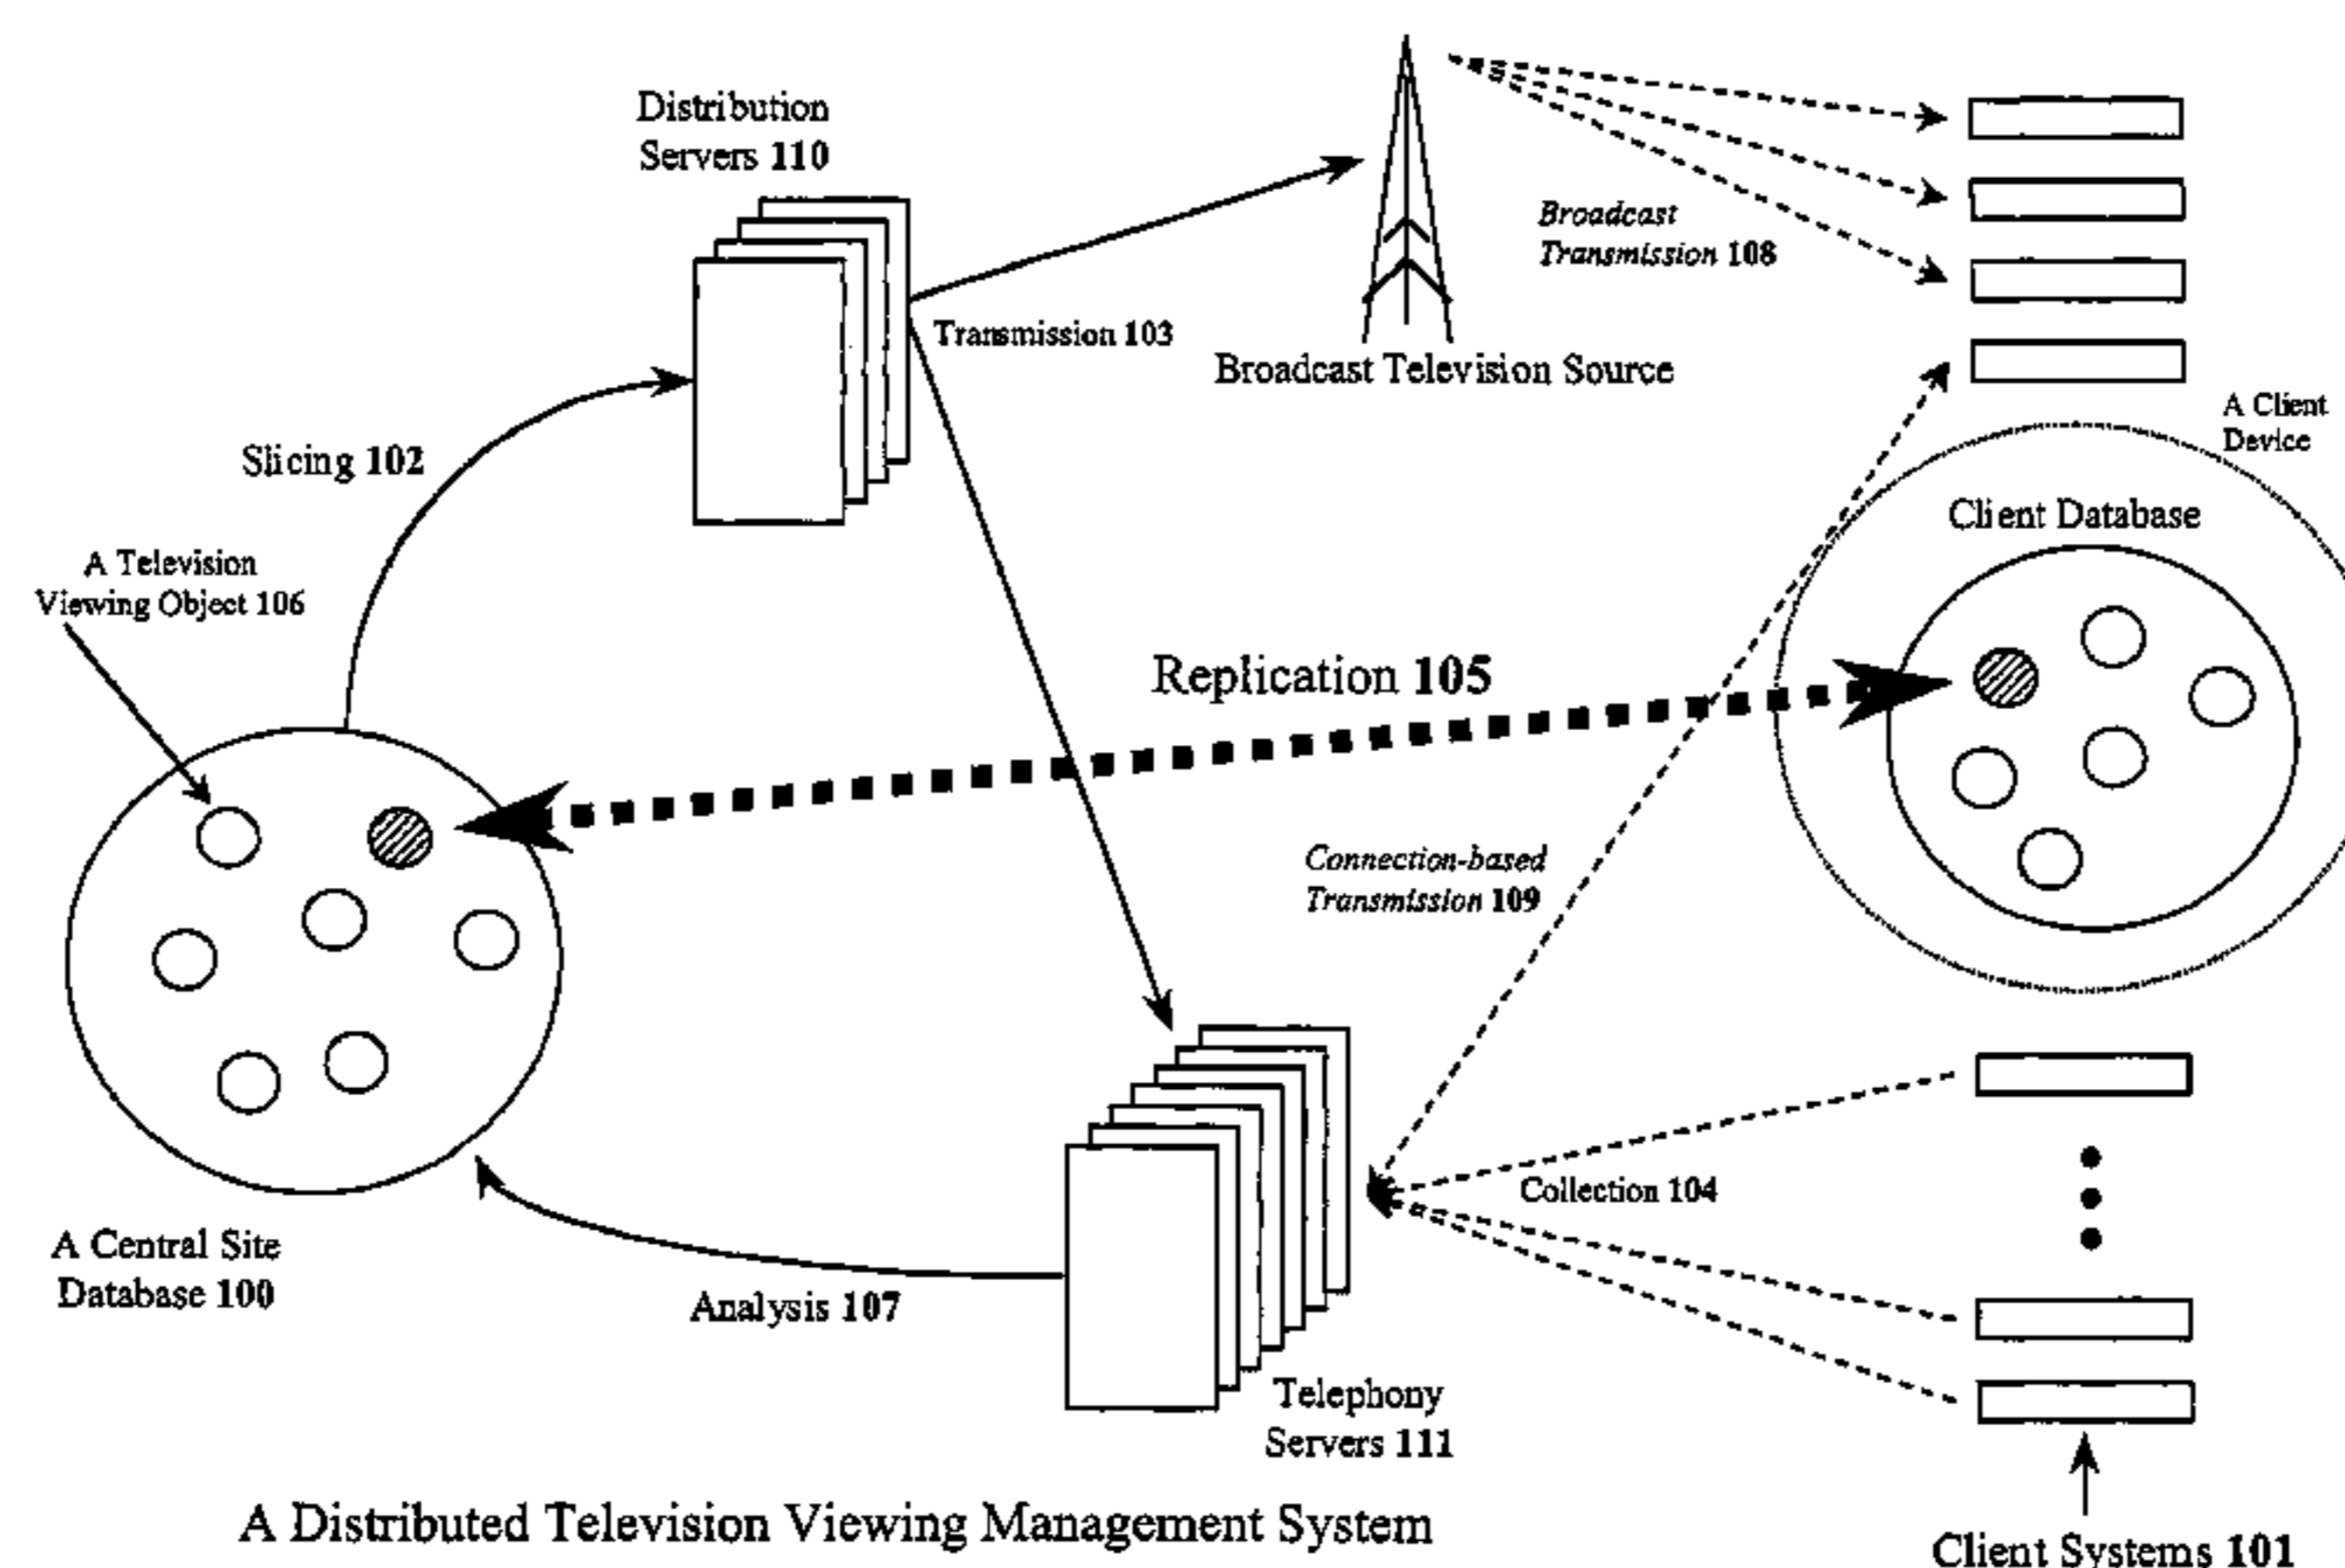 Distribution
Servers 110
Broadcast
Transmission 108
Transmission 103
Broadcast Television Source
A Client
Device
Slicing 102
Client Database
A Television
Viewing Object 106
Replication 105
Connection-based
Transmission 109
Collection 104
A Central Site
Database 100
Analysis 107
Telephony
Servers 111
A Distributed Television Viewing Management System
Client Systems 101